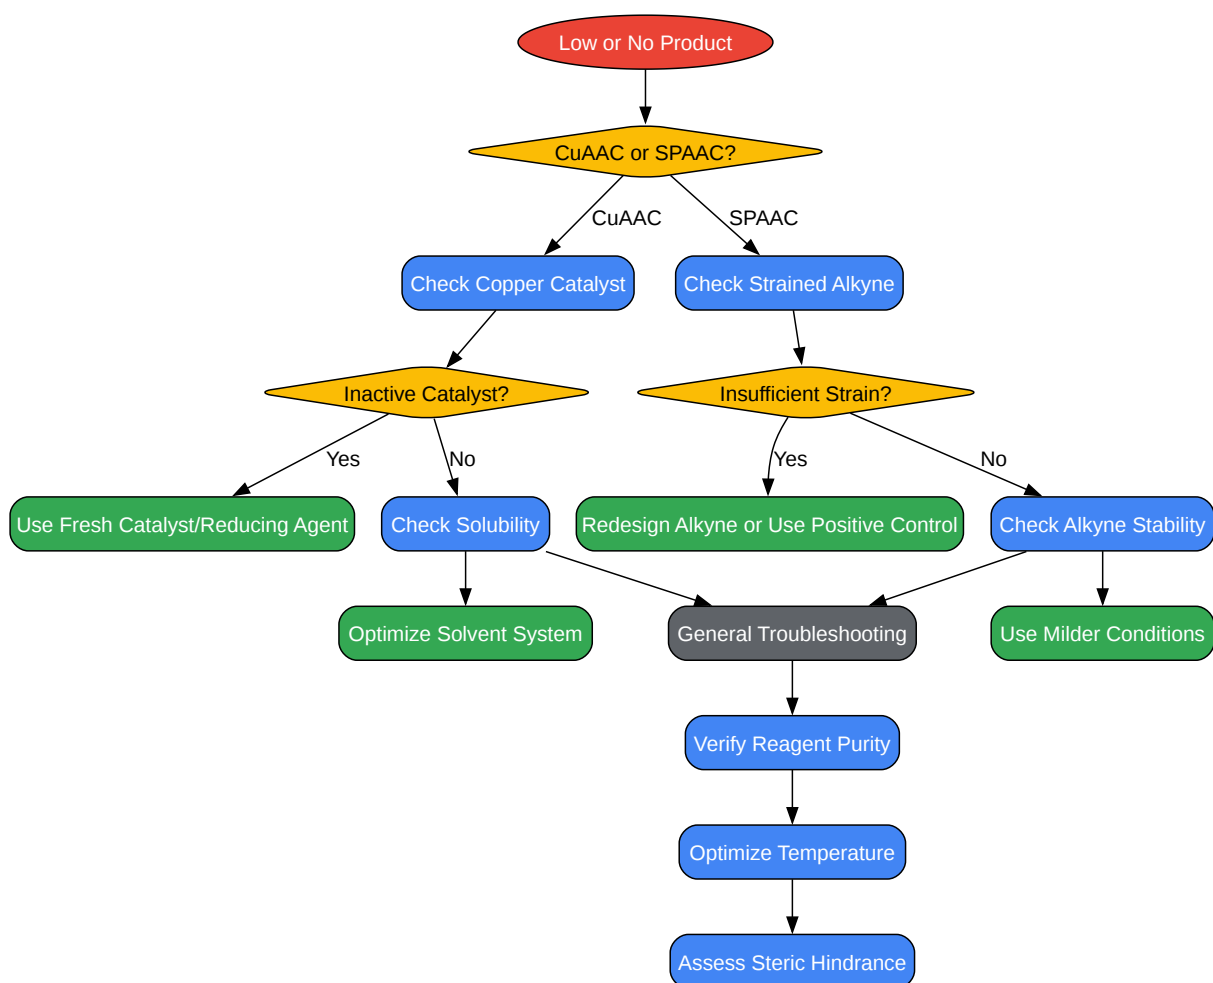 Low or No Product
CuAAC or SPAAC?
CuAAC
SPAAC
Check Copper Catalyst
Check Strained Alkyne
Inactive Catalyst?
Insufficient Strain?
Yes
No
Yes
No
Use Fresh Catalyst/Reducing Agent
Check Solubility
Redesign Alkyne or Use Positive Control
Check Alkyne Stability
Optimize Solvent System
General Troubleshooting
Use Milder Conditions
Verify Reagent Purity
Optimize Temperature
Assess Steric Hindrance